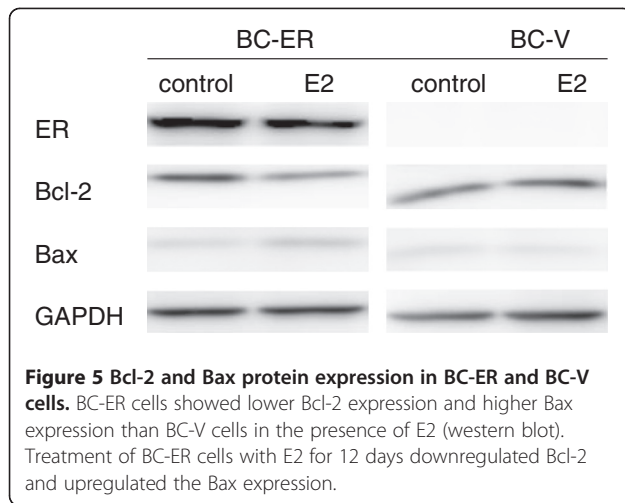 BC-ER BC-V
control E2 control E2
ER
Bcl-2
Bax
GAPDH
Figure 5 Bcl-2 and Bax protein expression in BC-ER and BC-V
cells. BC-ER cells showed lower Bcl-2 expression and higher Bax
expression than BC-V cells in the presence of E2 (western blot).
Treatment of BC-ER cells with E2 for 12 days downregulated Bcl-2
and upregulated the Bax expression.